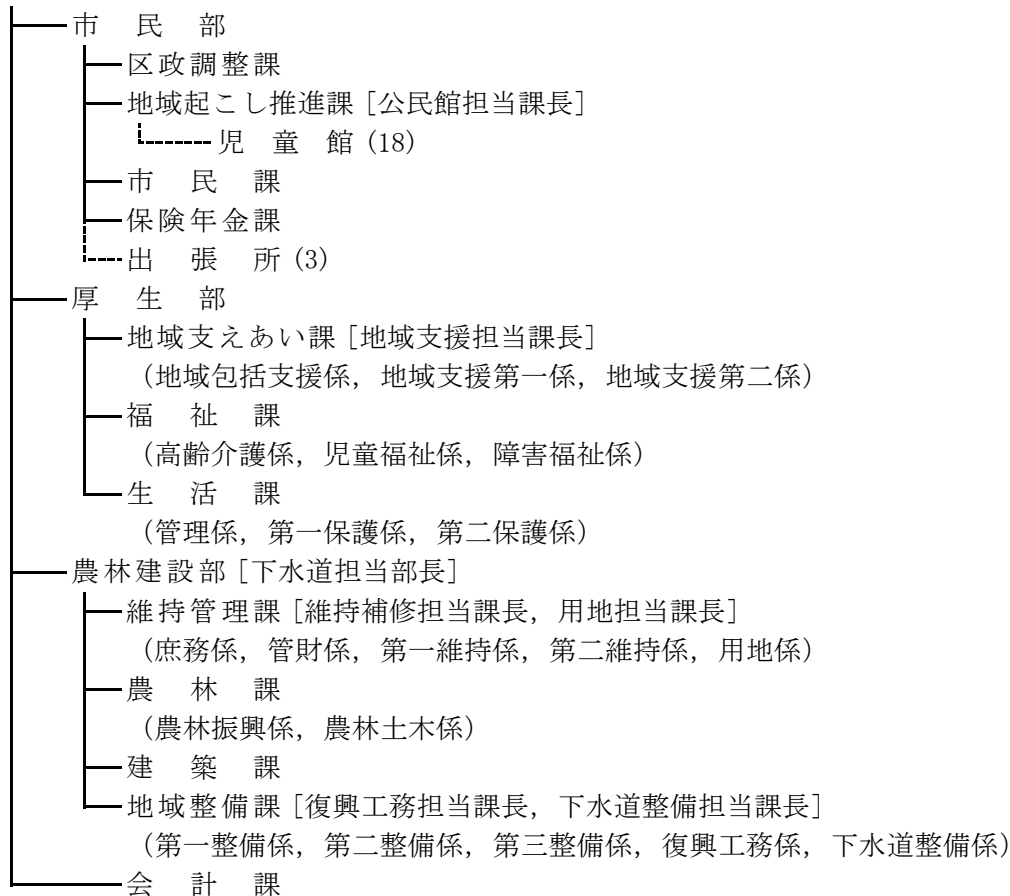 市民部
区政調整課
地域起こし推進課[公民館担当課長]
児童館(18)
市民課
保険年金課
出張所(3)
厚生部
地域支えあい課[地域支援担当課長]
(地域包括支援係, 地域支援第一係, 地域支援第二係)
福祉課
(高齢介護係, 児童福祉係, 障害福祉係)
生活課
(管理係, 第一保護係, 第二保護係)
農林建設部[下水道担当部長]
維持管理課[維持補修担当課長, 用地担当課長]
(庶務係, 管財係, 第一維持係, 第二維持係, 用地係)
農林課
(農林振興係, 農林土木係)
建築課
地域整備課[復興工務担当課長, 下水道整備担当課長]
(第一整備係, 第二整備係, 第三整備係, 復興工務係, 下水道整備係)
会計課